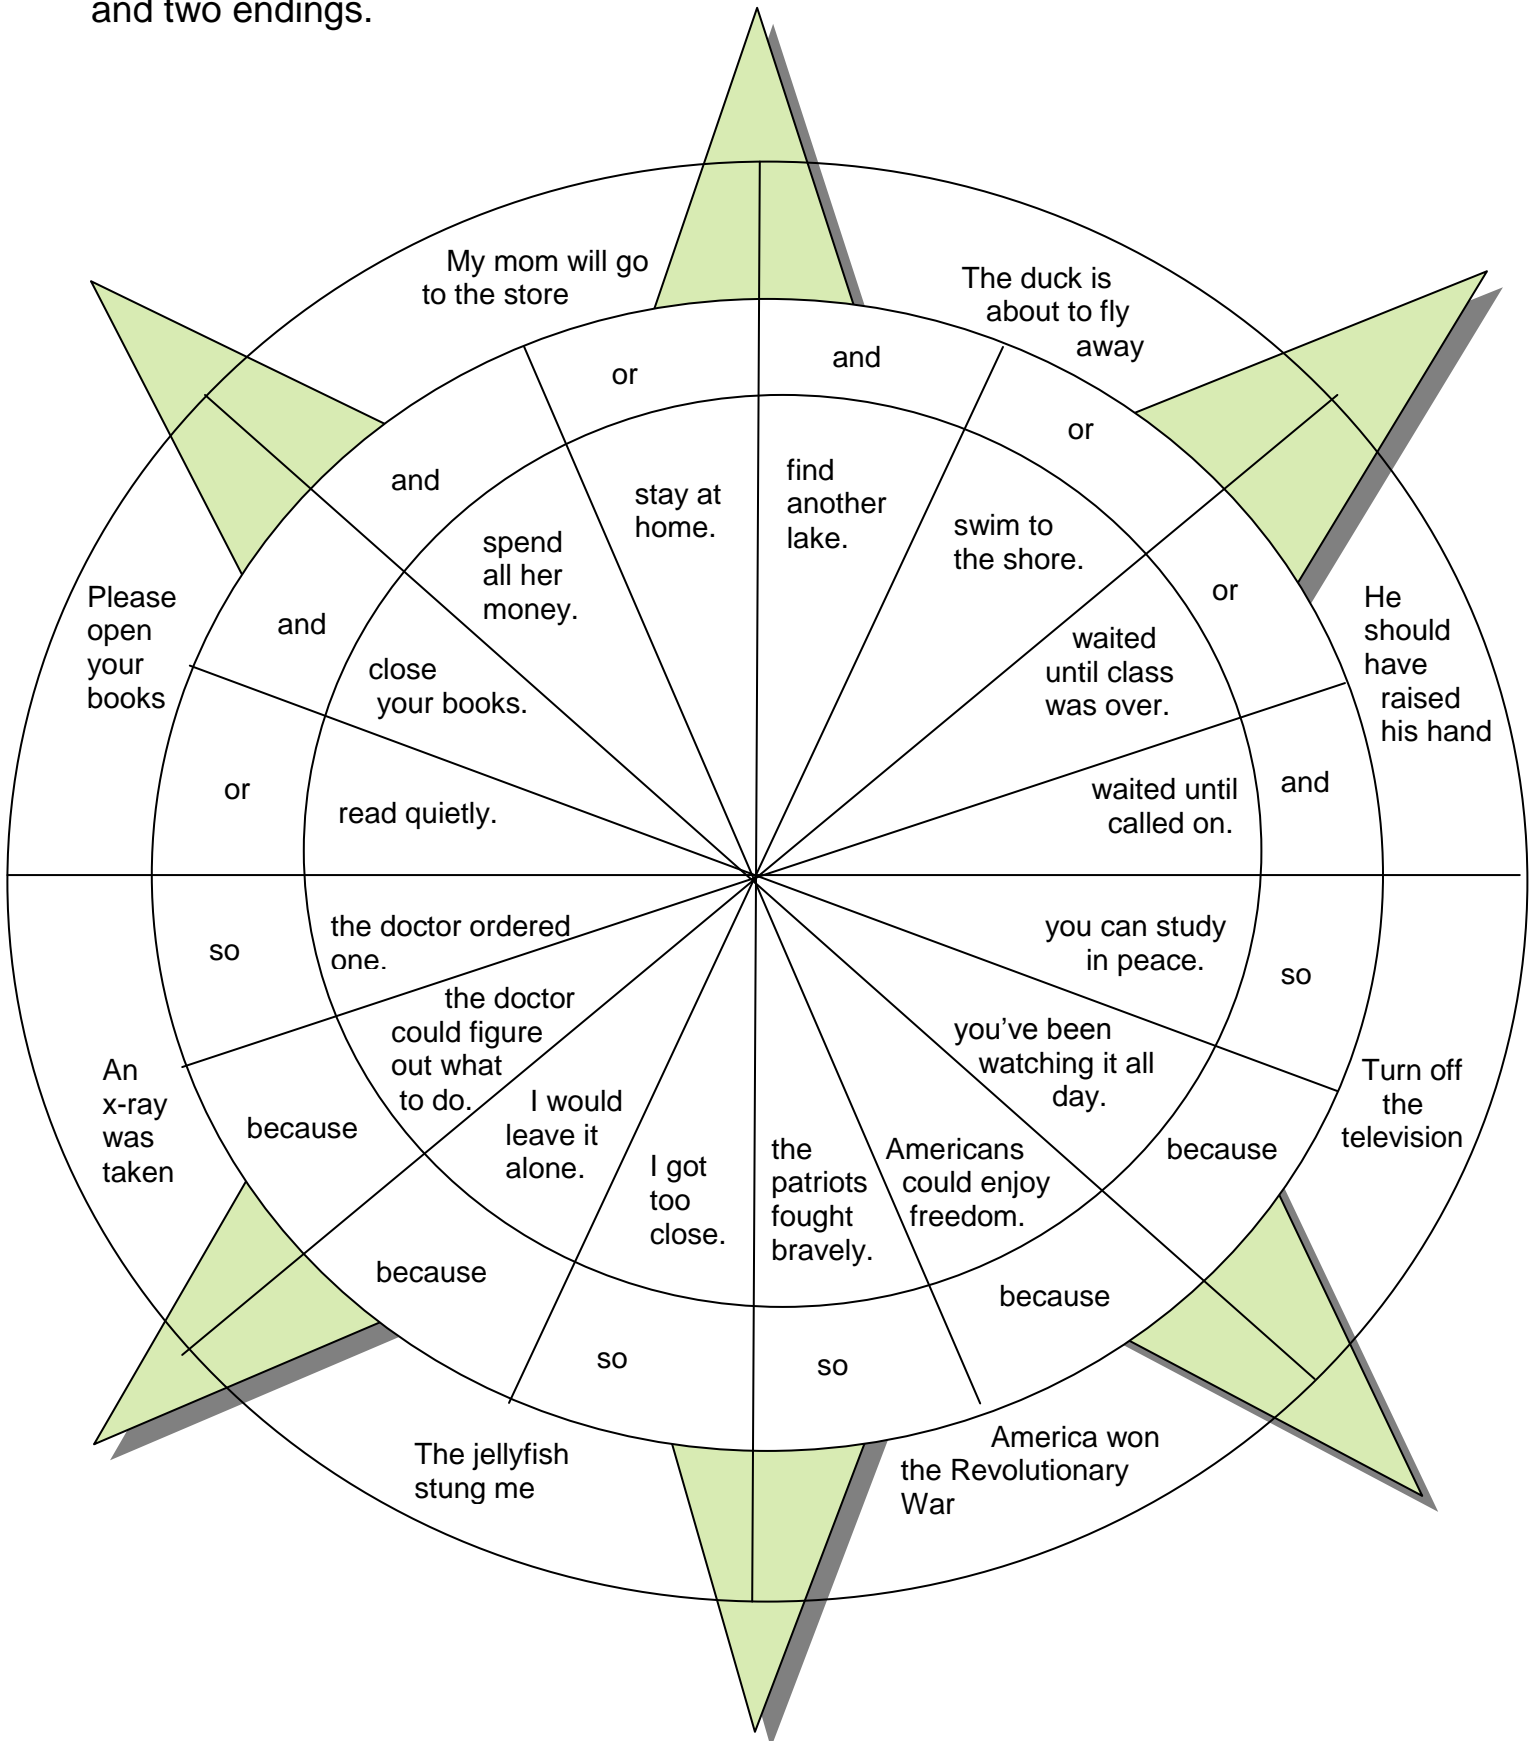 and two endings.
My mom will go
to the store
The duck is
about to fly
away
or
and
and
or
stay at
home.
find
another
lake.
spend
all her
money.
swim to
the shore.
Please
open
your
books
and
close
your books.
waited
until class
was over.
or
He
should
have
raised
his hand
or
read quietly.
waited until
called on.
and
so
the doctor ordered
one.
you can study
in peace.
so
An
x-ray
was
taken
because
the doctor
could figure
out what
to do.
you've been
watching it all
day.
because
Turn off
the
television
I would
leave it
alone.
because
I got
too
close.
so
the
patriots
fought
bravely.
so
Americans
could enjoy
freedom.
because
The jellyfish
stung me
America won
the Revolutionary
War